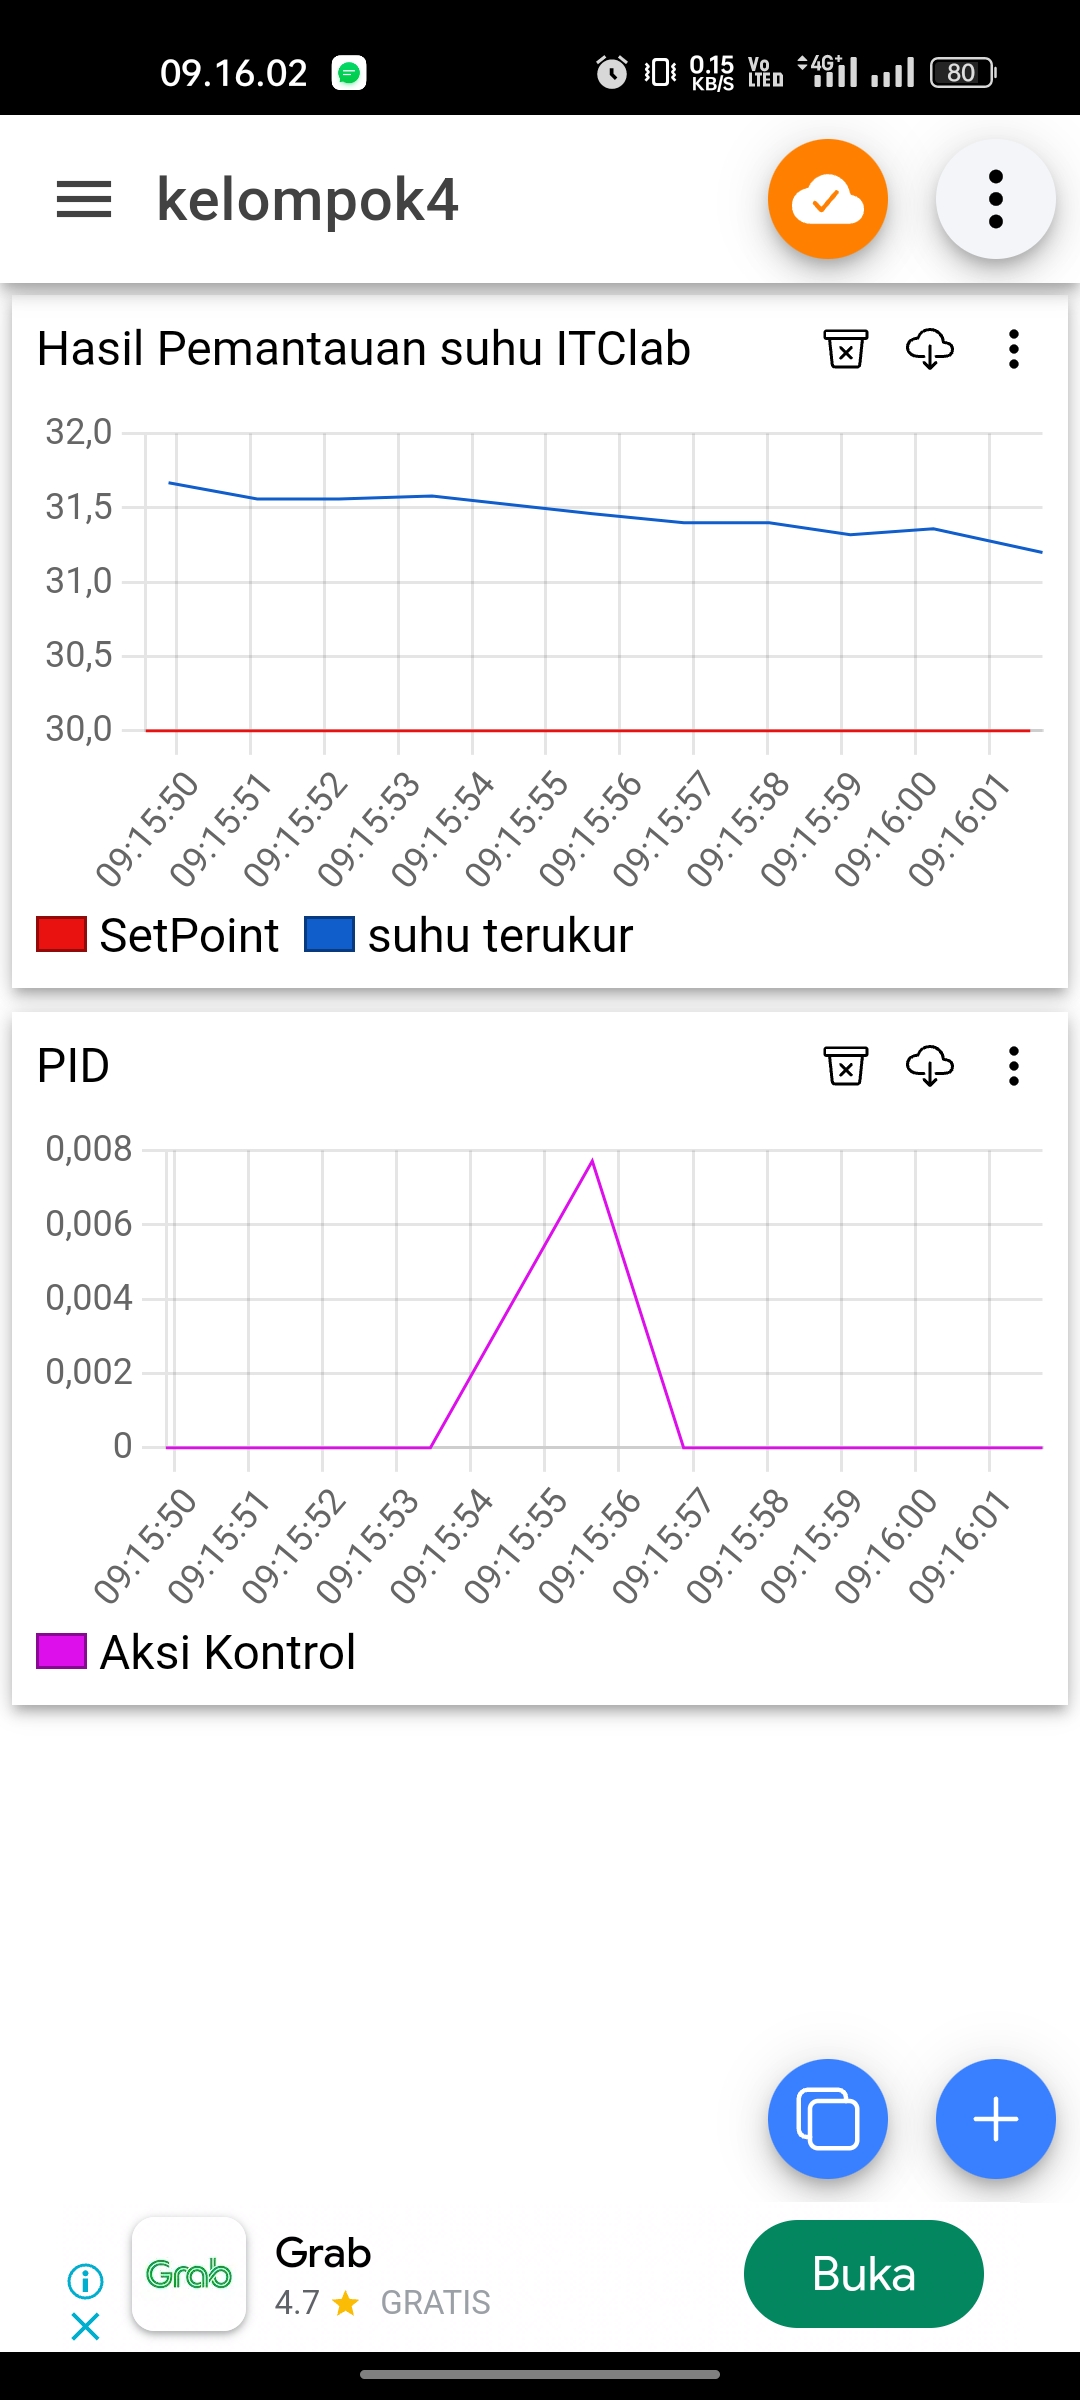 09.16.02 0.15 KB/S Vo LTED 4G+ 80
kelompok4
Hasil Pemantauan suhu ITClab
32,0
31,5
31,0
30,5
30,0
09:15:50 09:15:51 09:15:52 09:15:53 09:15:54 09:15:55 09:15:56 09:15:57 09:15:58 09:15:59 09:16:00 09:16:01
SetPoint suhu terukur
PID
0,008
0,006
0,004
0,002
0
09:15:50 09:15:51 09:15:52 09:15:53 09:15:54 09:15:55 09:15:56 09:15:57 09:15:58 09:15:59 09:16:00 09:16:01
Aksi Kontrol
Grab
Grab
4.7 GRATIS
Buka